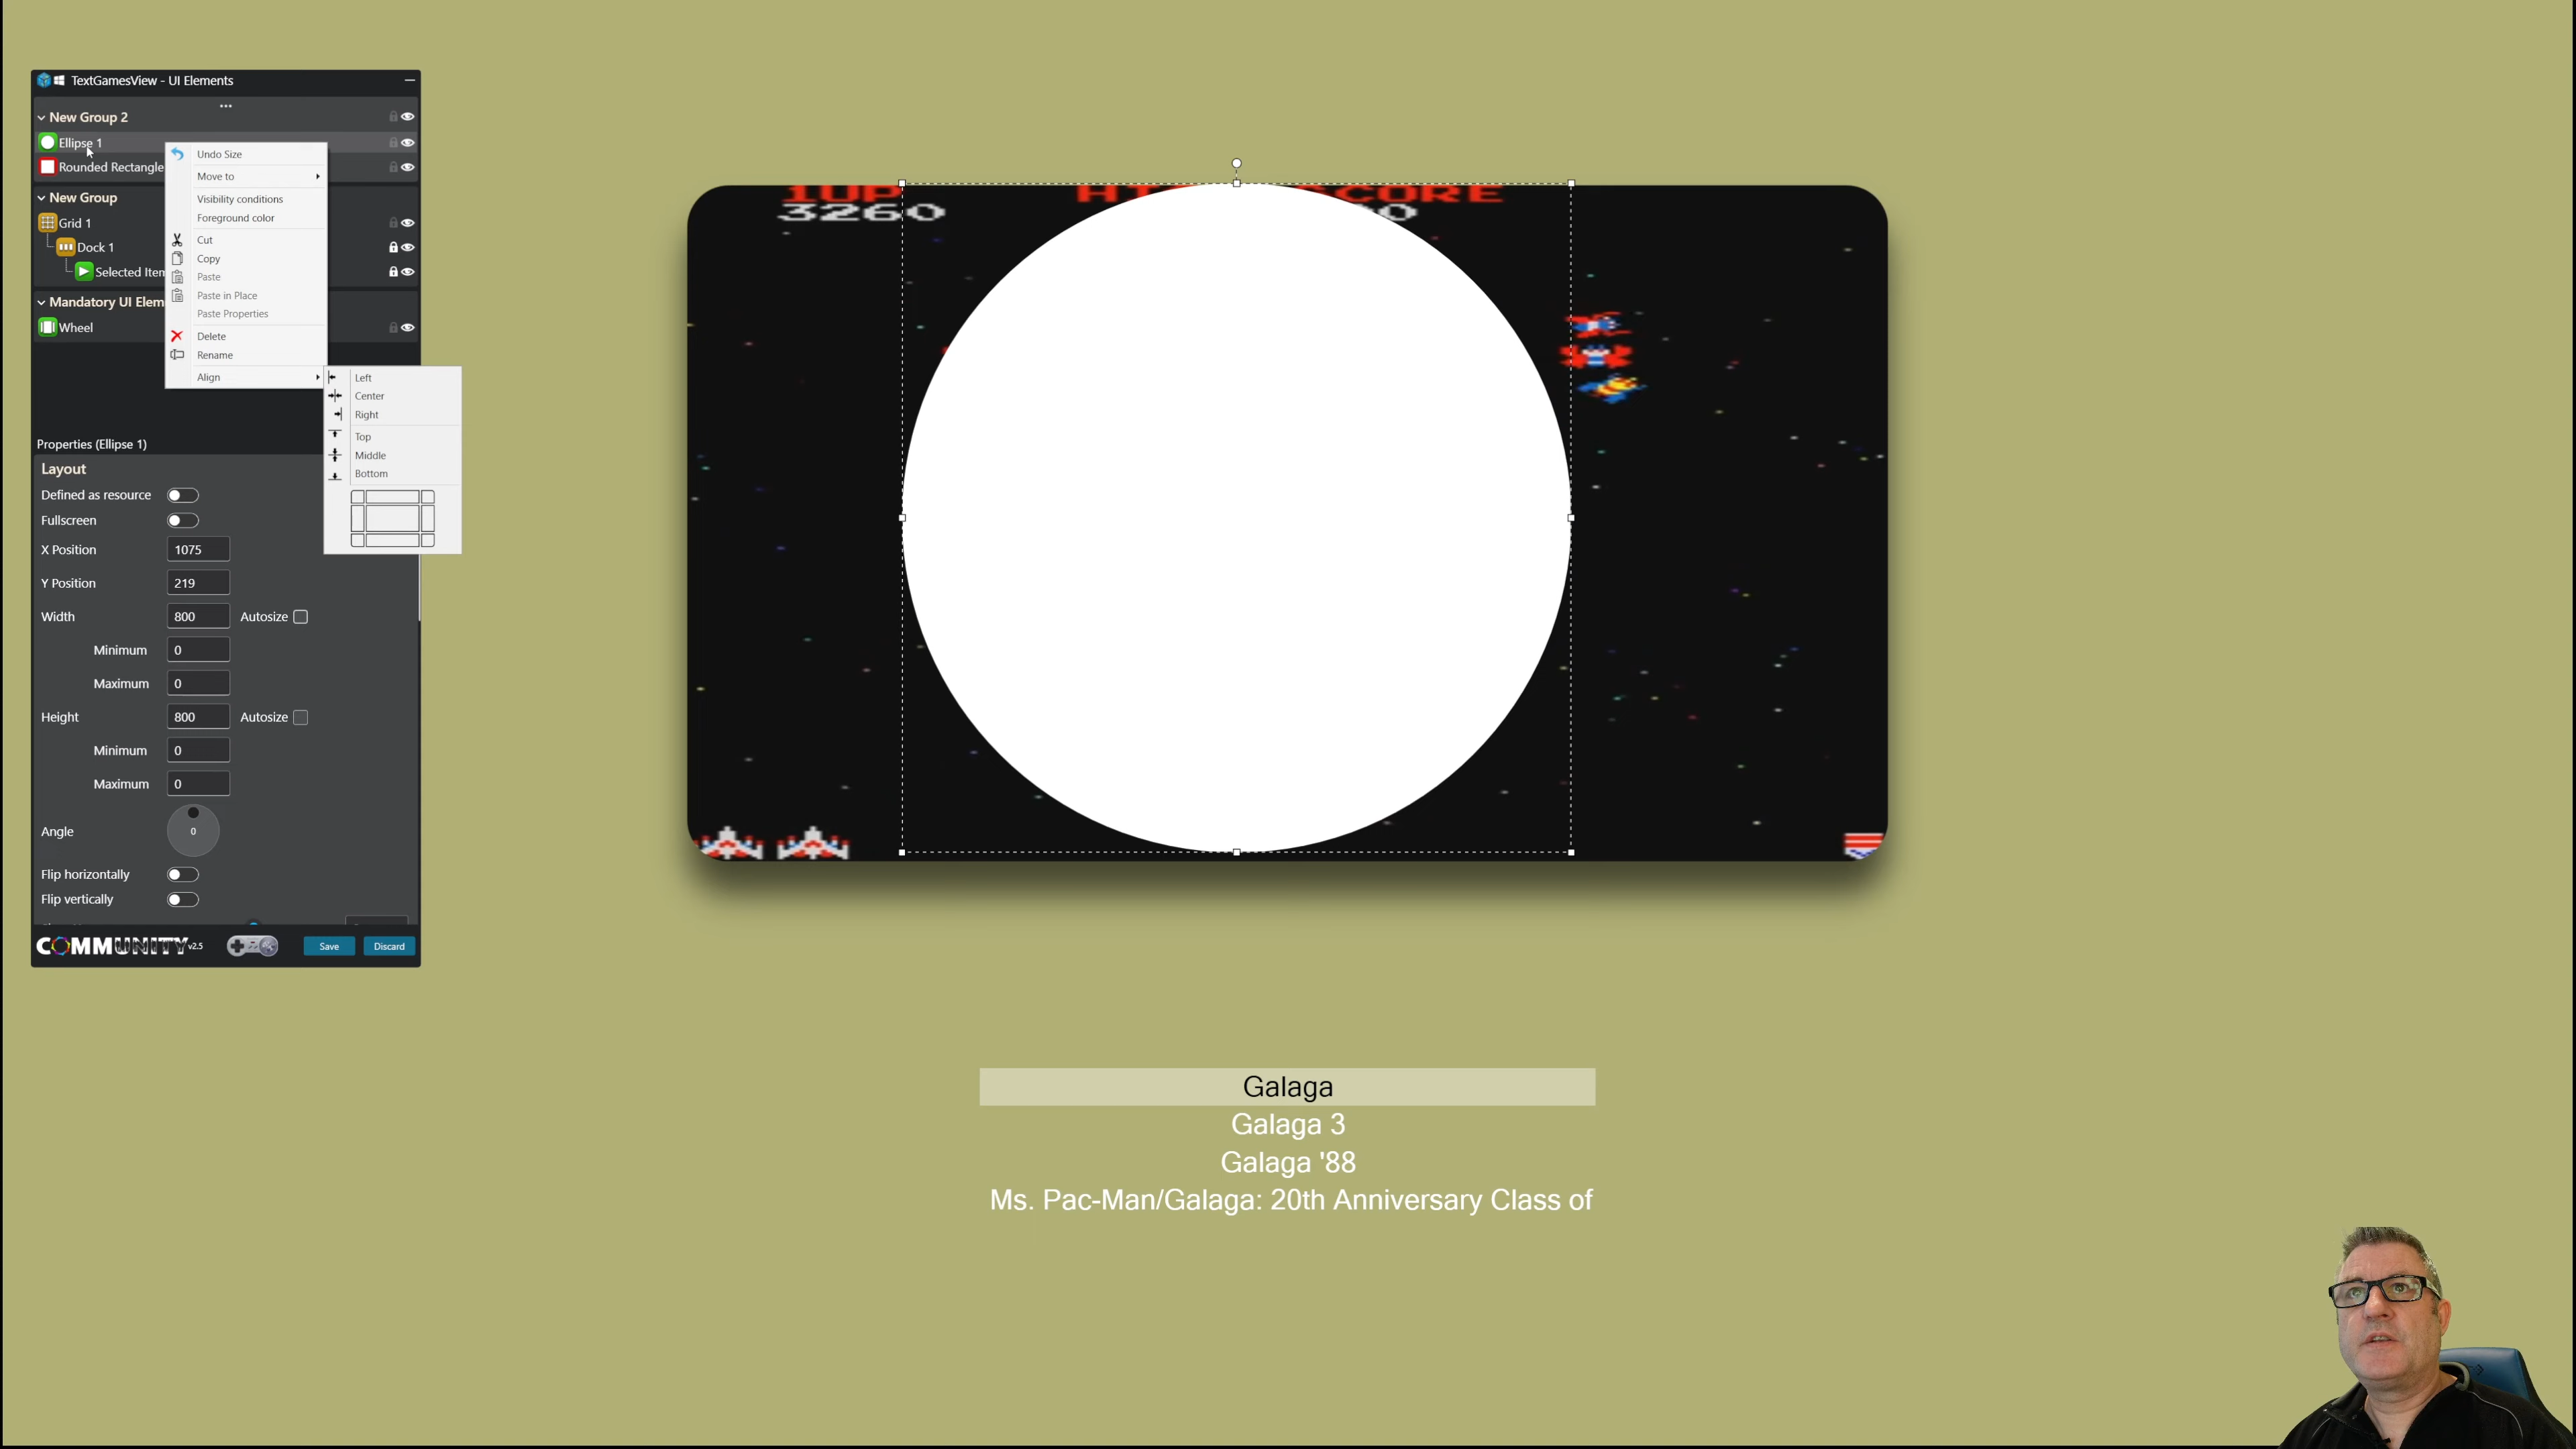 TextGamesView - UI Elements
New Group 2
Ellipse 1
Rounded Rectangle
New Group
Grid 1
Dock 1
Selected Item
Mandatory UI Elem
Wheel
Undo Size
Move to
Visibility conditions
Foreground color
Cut
Copy
Paste
Paste in Place
Paste Properties
Delete
Rename
Align
Left
Center
Right
Top
Middle
Bottom
Properties (Ellipse 1)
Layout
Defined as resource
Fullscreen
X Position 1075
Y Position 219
Width 800 Autosize
Minimum 0
Maximum 0
Height 800 Autosize
Minimum 0
Maximum 0
Angle 0
Flip horizontally
Flip vertically
COMMUNITY v2.5 Save Discard
1UP
3260
Galaga
Galaga 3
Galaga '88
Ms. Pac-Man/Galaga: 20th Anniversary Class of